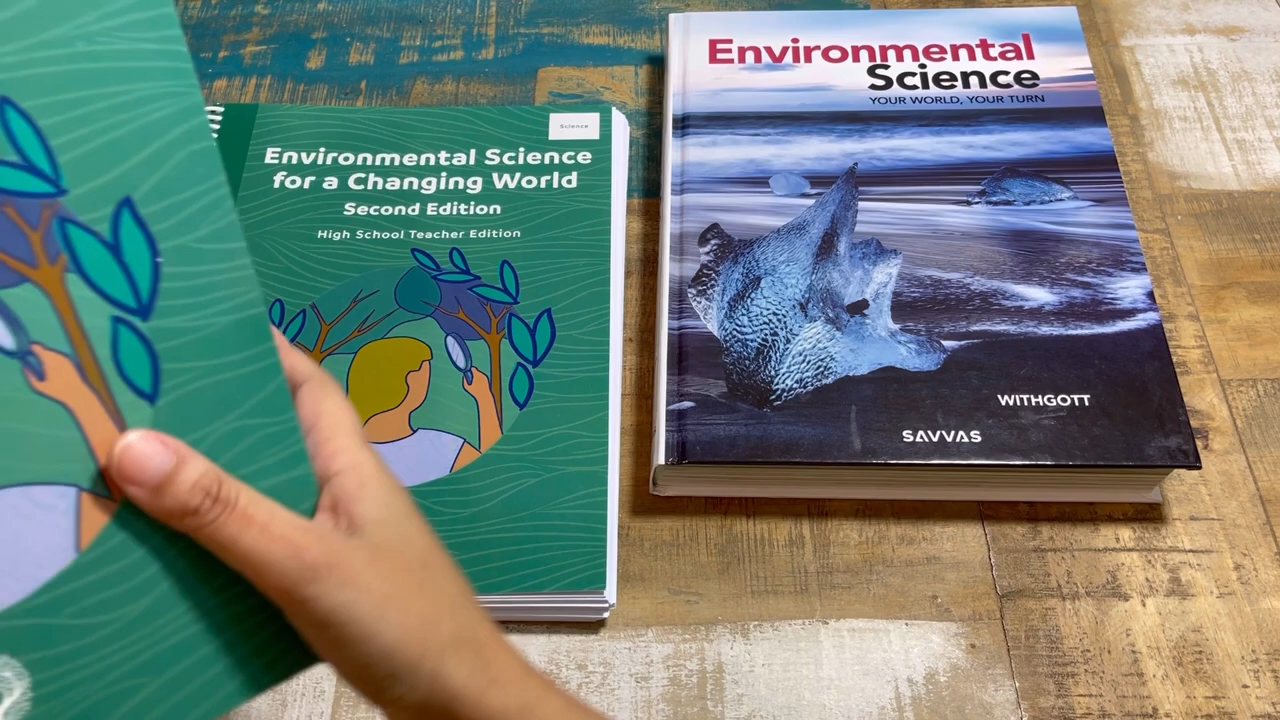 Science
Environmental Science
for a Changing World
Second Edition
High School Teacher Edition
Environmental
Science
YOUR WORLD, YOUR TURN
WITHGOTT
SAVVAS